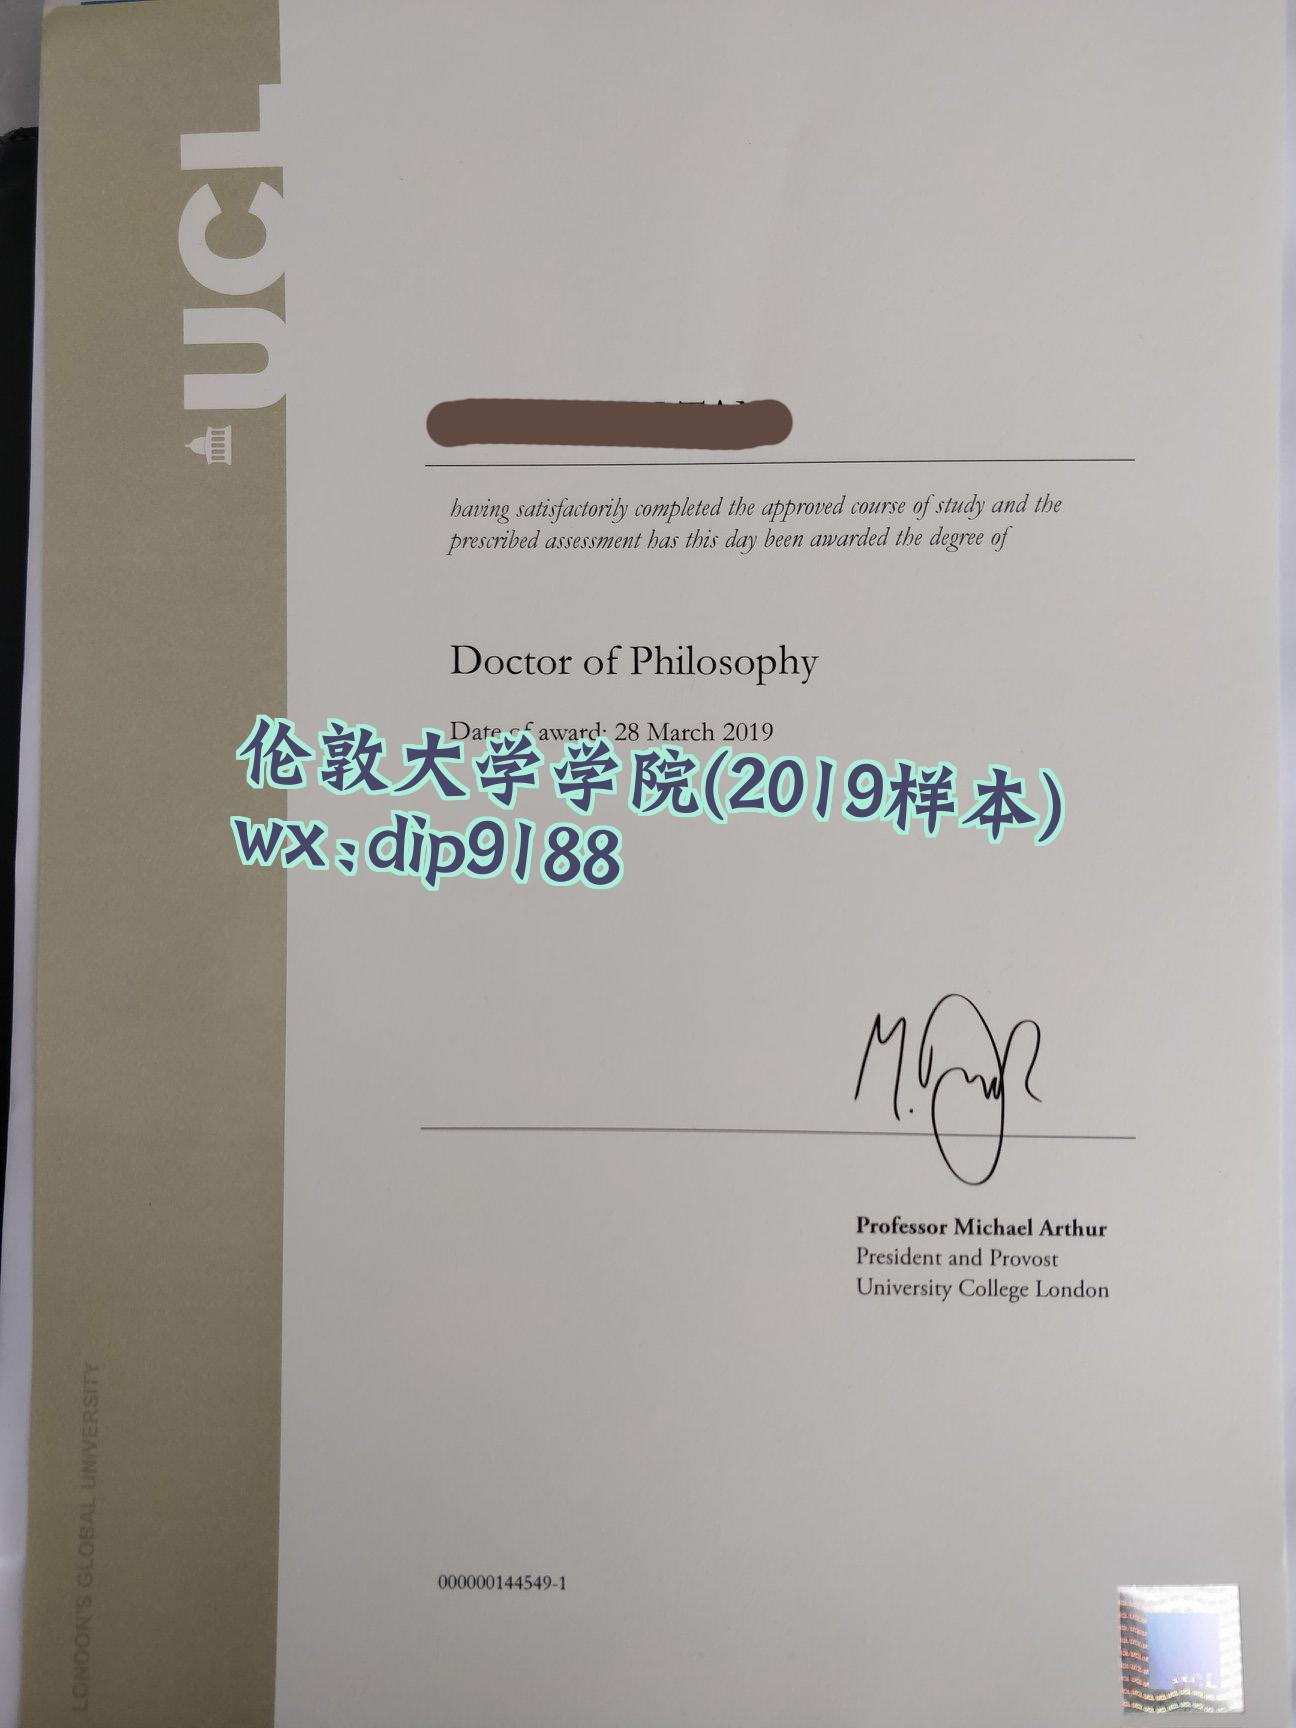 UCL
having satisfactorily completed the approved course of study and the
prescribed assessment has this day been awarded the degree of
Doctor of Philosophy
Date of award: 28 March 2019
伦敦大学学院(2019样本)
wx:dip9188
Professor Michael Arthur
President and Provost
University College London
LONDON'S GLOBAL UNIVERSITY
000000144549-1
UCL